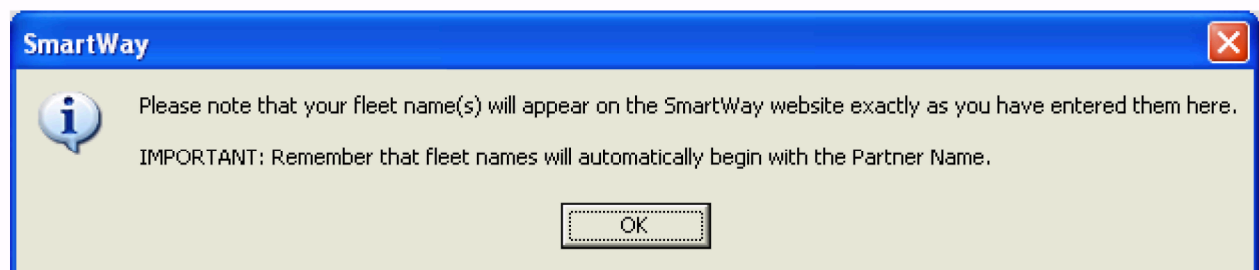 SmartWay
Please note that your fleet name(s) will appear on the SmartWay website exactly as you have entered them here.
IMPORTANT: Remember that fleet names will automatically begin with the Partner Name.
OK